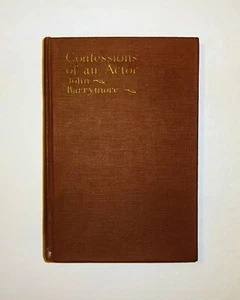 Confessions
of an Actor
John
Barrymore